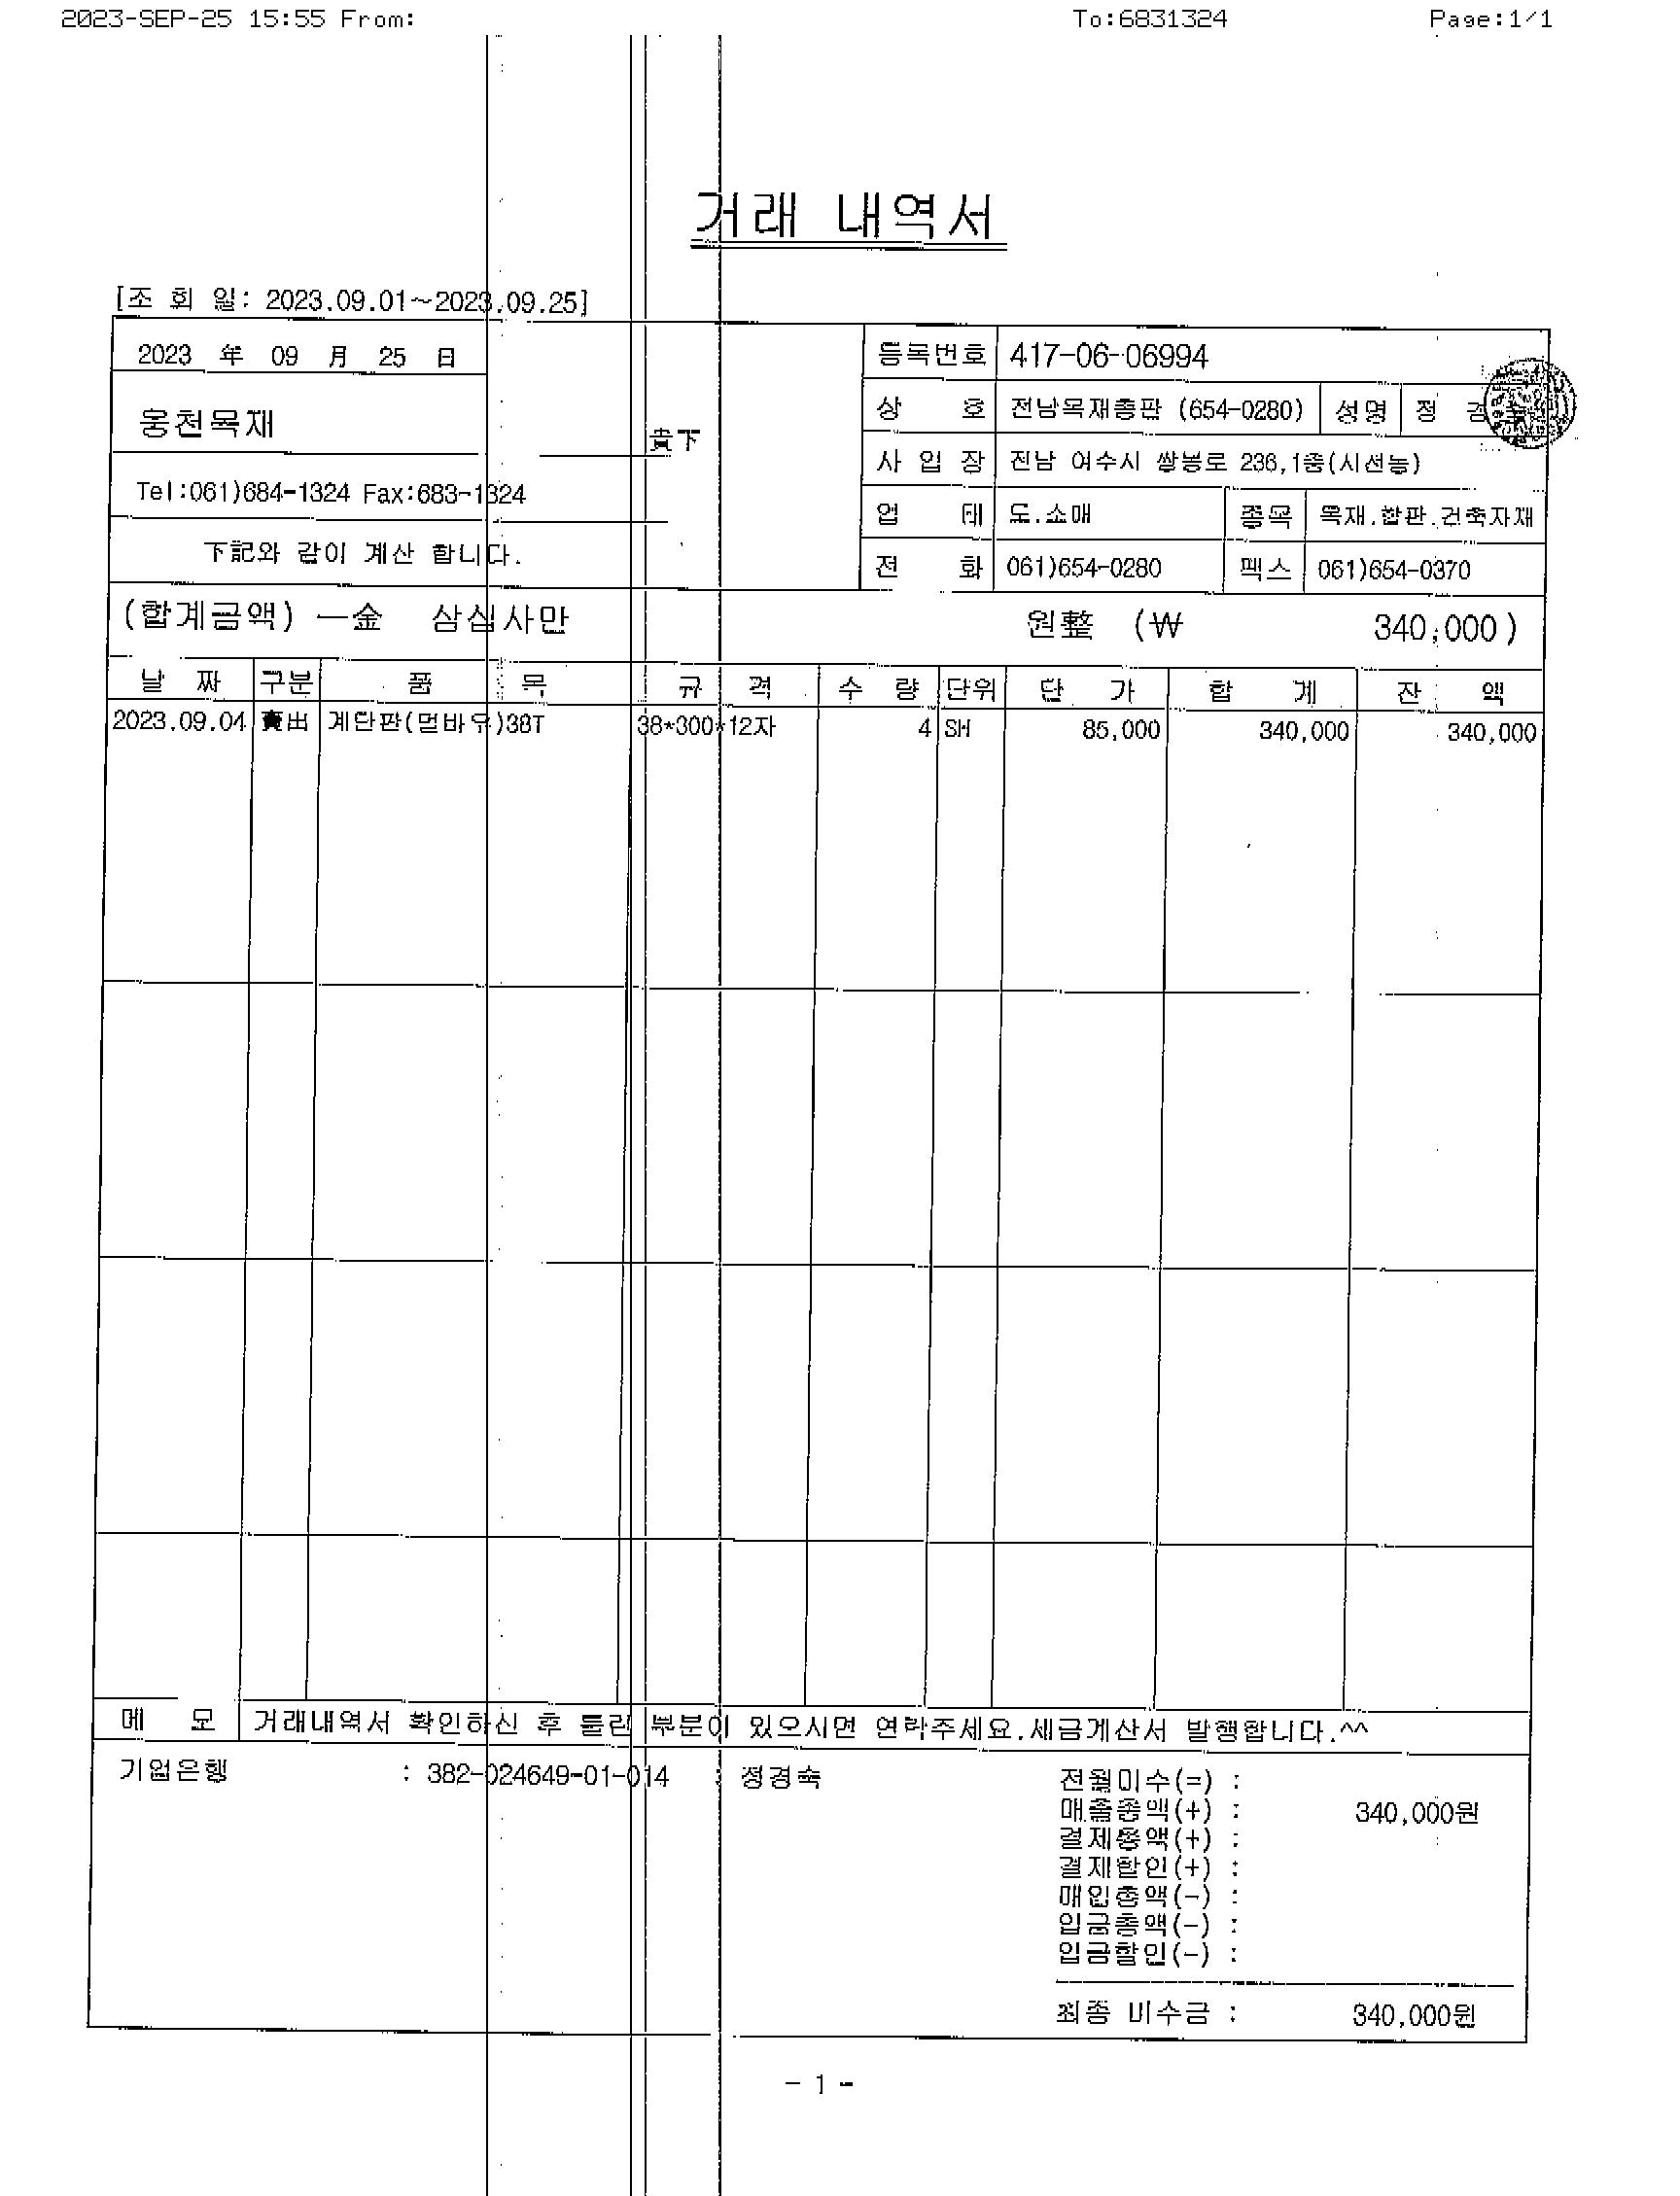 2023-SEP-25 15:55 From: To:6831324 Page:1/1
거래 내역서
[조 회 일: 2023.09.01~2023.09.25]
2023 年 09 月 25 日
웅천목재 貴下
Tel:061)684-1324 Fax:683-1324
下記와 같이 계산 합니다.
등록번호 417-06-06994
상 호 전남목재총판 (654-0280) 성명 정
사 업 장 전남 여수시 쌍봉로 236,1층(시선동)
업 태 도.소매 종목 목재.합판.건축자재
전 화 061)654-0280 팩스 061)654-0370
(합계금액) 一金 삼십사만 원整 (₩ 340,000)
날 짜 구분 품 목 규 격 수 량 단위 단 가 합 계 잔 액
2023.09.04 賣出 계단판(멀바우)38T 38*300*12자 4 SH 85,000 340,000 340,000
메 모 거래내역서 확인하신 후 틀린 부분이 있으시면 연락주세요.세금계산서 발행합니다.^^
기업은행 : 382-024649-01-014 : 정경숙
전월미수(=) :
매출총액(+) : 340,000원
결제총액(+) :
결제할인(+) :
매입총액(-) :
입금총액(-) :
입금할인(-) :
최종 미수금 : 340,000원
- 1 -